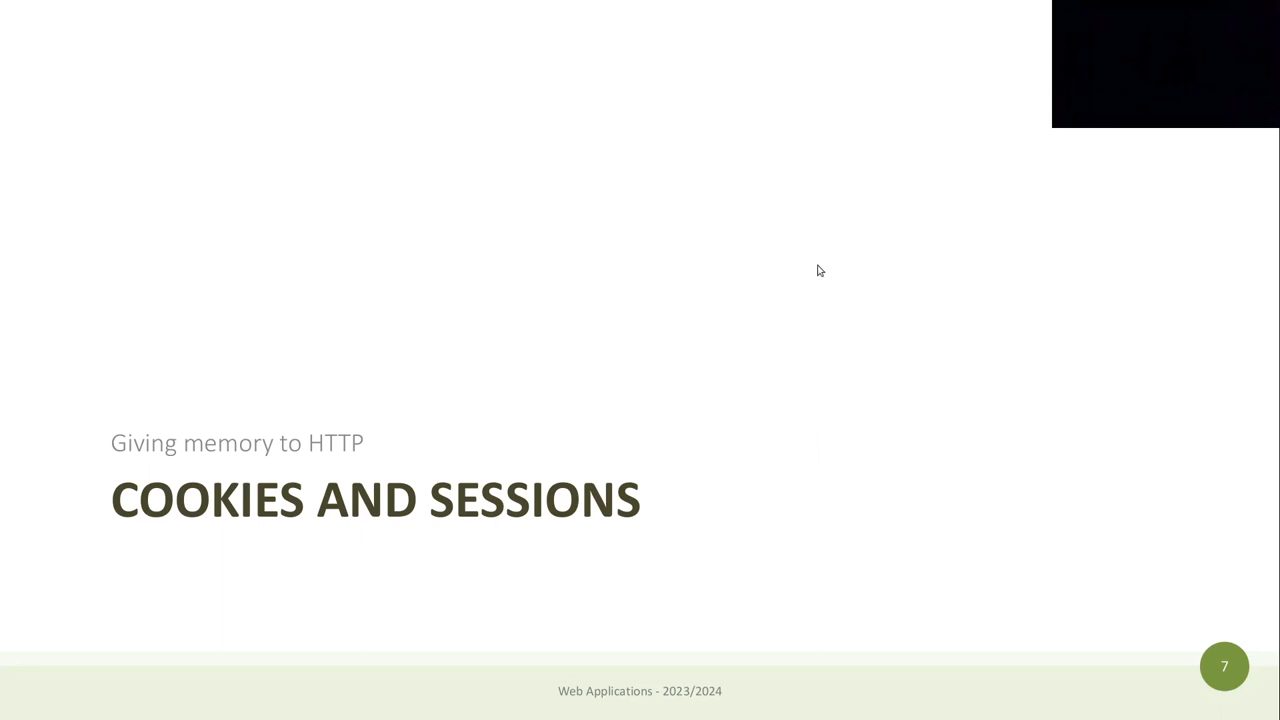 Giving memory to HTTP
COOKIES AND SESSIONS
7
Web Applications - 2023/2024